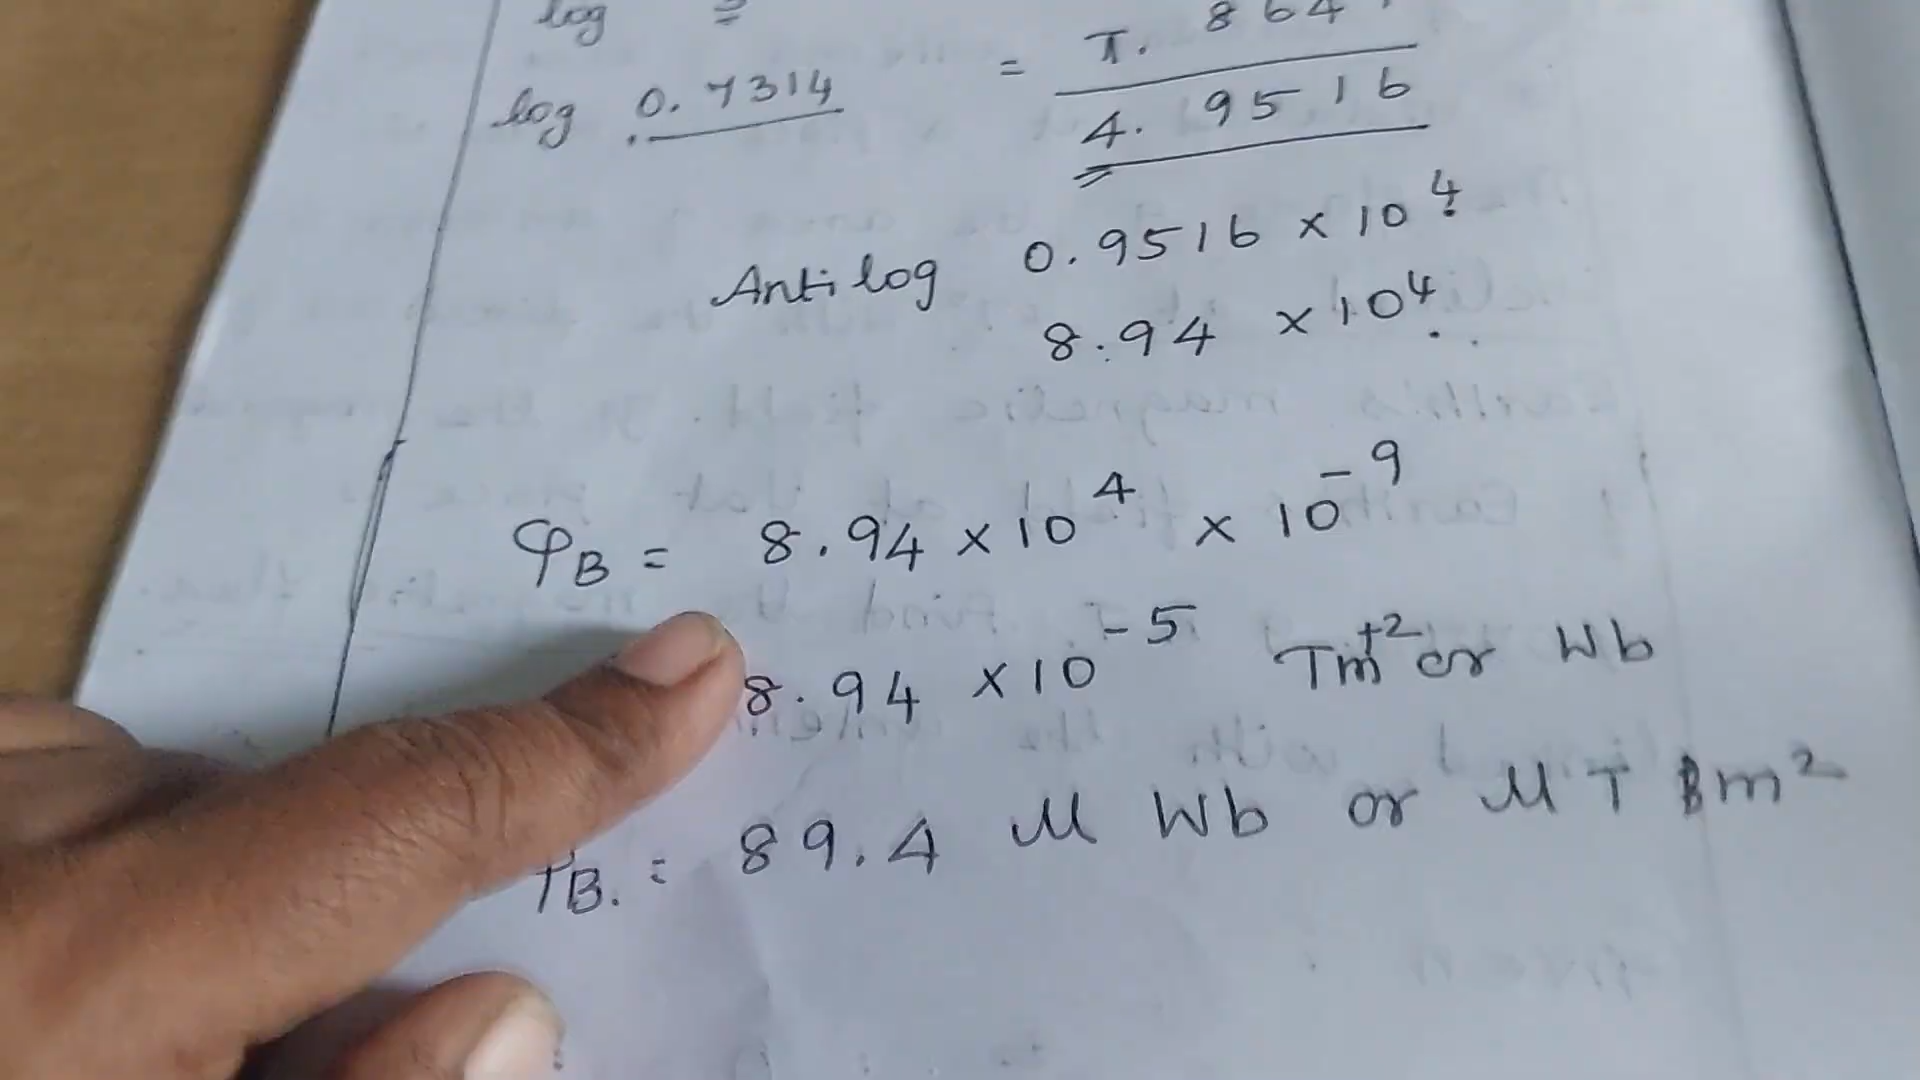 log
log 0.7314 = 1̅.864
4.9516
Antilog 0.9516 × 10⁴
8.94 × 10⁴
φB = 8.94 × 10⁴ × 10⁻⁹
8.94 × 10⁻⁵ Tm⁺² or Wb
φB. = 89.4 μ Wb or μ T m²